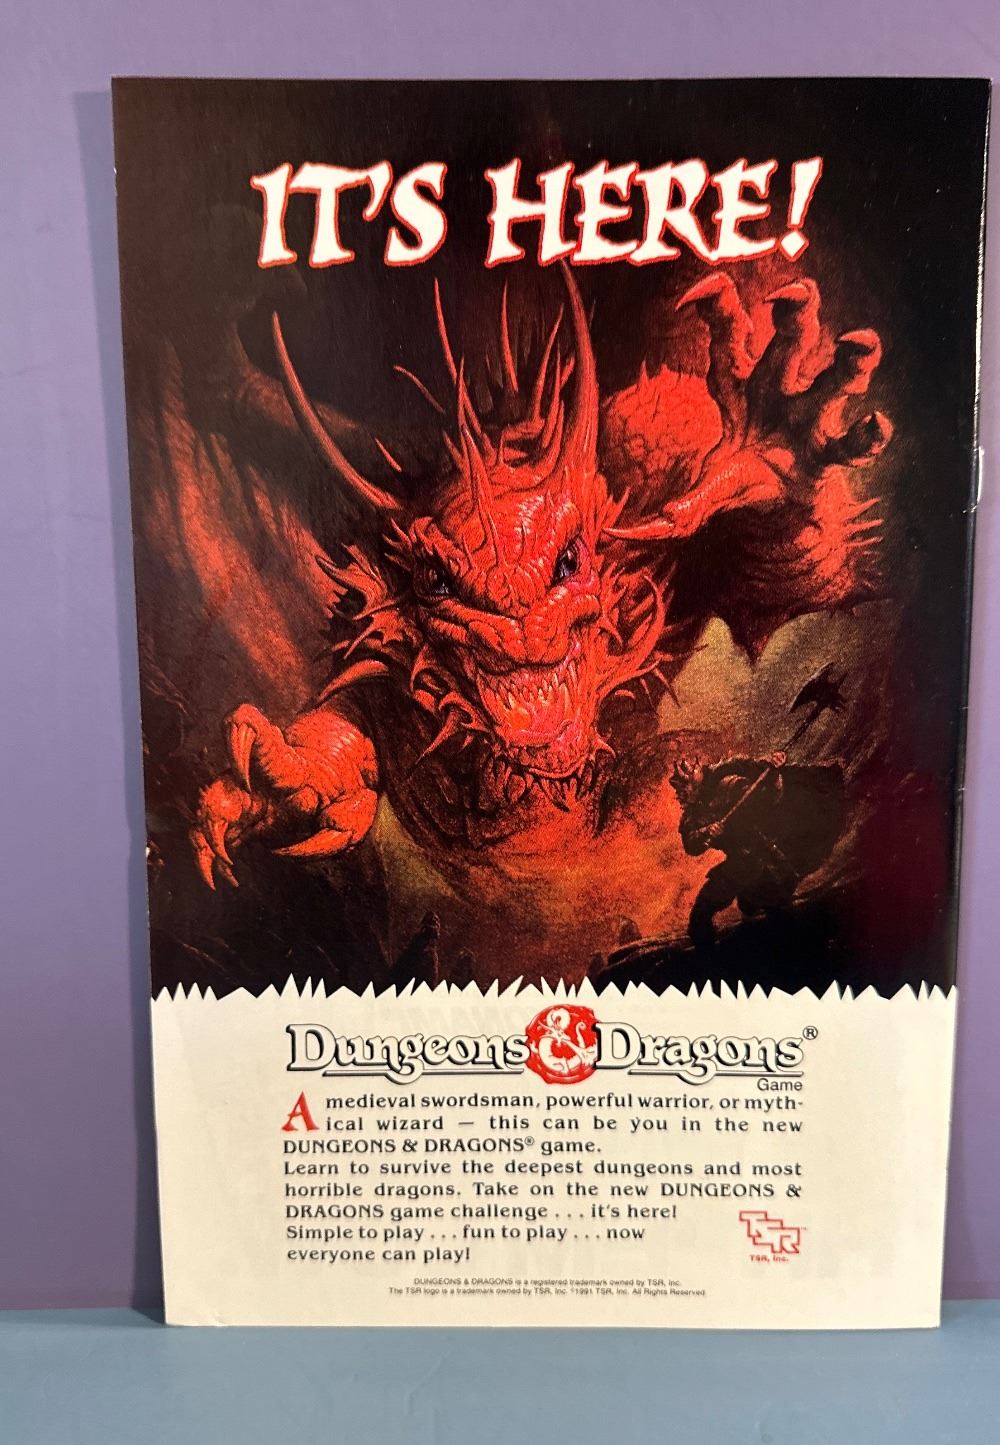 IT'S HERE!
Dungeons & Dragons®
Game
A medieval swordsman, powerful warrior, or myth-
ical wizard — this can be you in the new
DUNGEONS & DRAGONS® game.
Learn to survive the deepest dungeons and most
horrible dragons. Take on the new DUNGEONS &
DRAGONS game challenge . . . it's here!
Simple to play . . . fun to play . . . now
everyone can play!
TSR™
TSR, Inc.
DUNGEONS & DRAGONS is a registered trademark owned by TSR, Inc.
The TSR logo is a trademark owned by TSR, Inc. ©1991 TSR, Inc. All Rights Reserved.